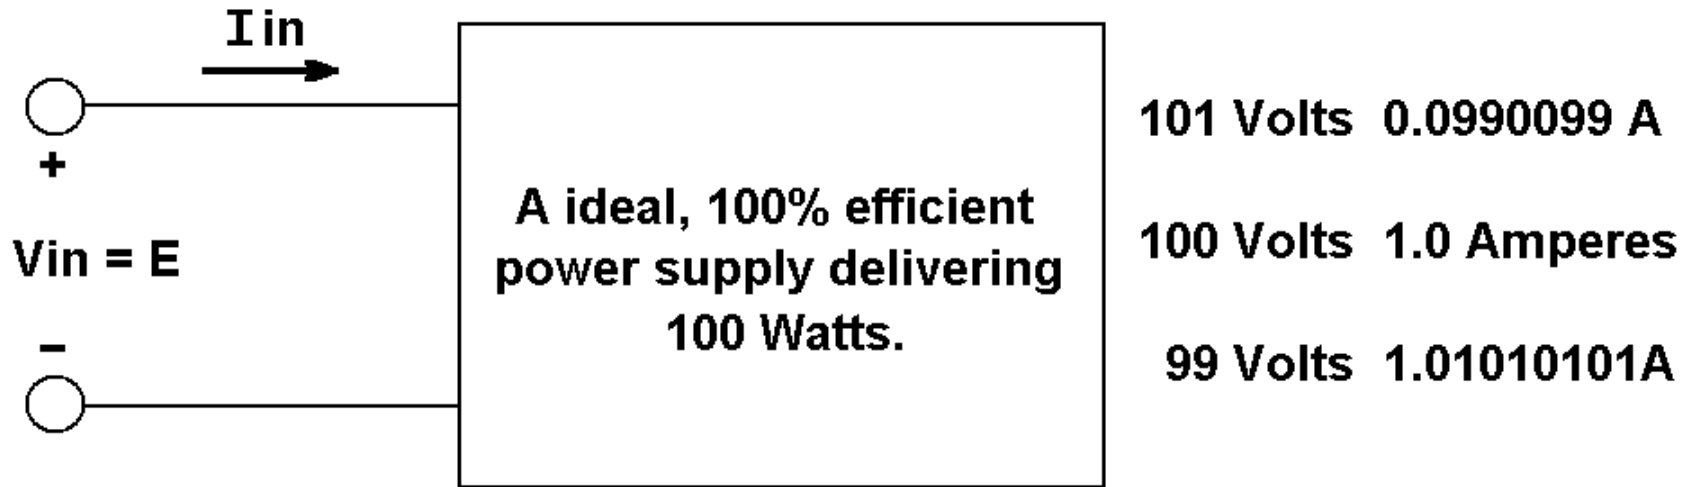 Iin
+
Vin = E
-
A ideal, 100% efficient
power supply delivering
100 Watts.
101 Volts 0.0990099 A
100 Volts 1.0 Amperes
99 Volts 1.01010101A